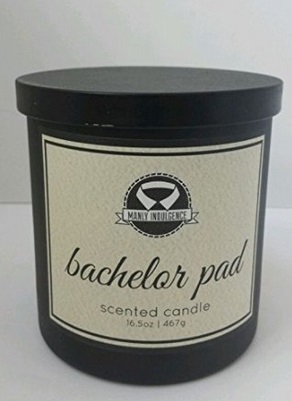 MANLY INDULGENCE
bachelor pad
scented candle
16.5oz | 467g